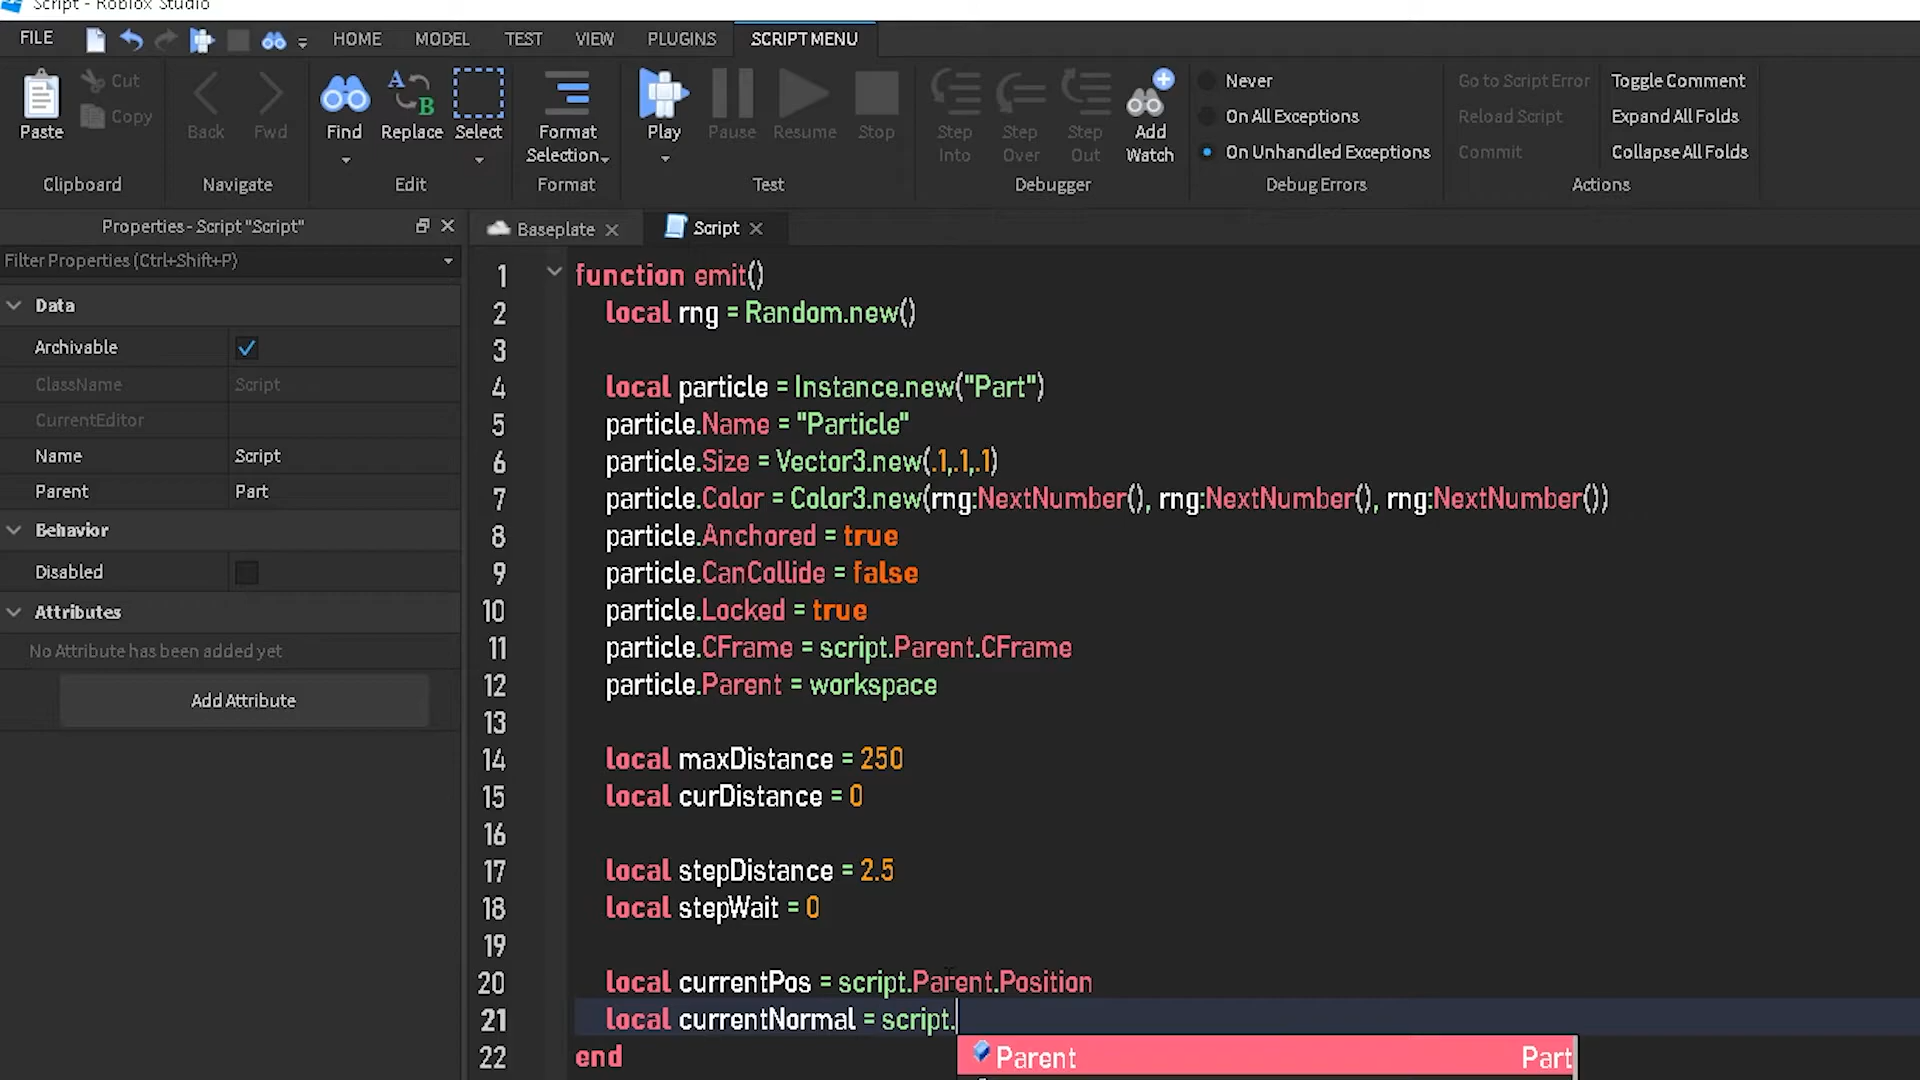 Script - Roblox Studio
FILE HOME MODEL TEST VIEW PLUGINS SCRIPT MENU
Paste Cut Copy Back Fwd Find Replace Select Format Selection Play Pause Resume Stop Step Into Step Over Step Out Add Watch
Never
On All Exceptions
On Unhandled Exceptions
Go to Script Error
Reload Script
Commit
Toggle Comment
Expand All Folds
Collapse All Folds
Clipboard Navigate Edit Format Test Debugger Debug Errors Actions
Properties - Script "Script"
Filter Properties (Ctrl+Shift+P)
Data
Archivable
ClassName Script
CurrentEditor
Name Script
Parent Part
Behavior
Disabled
Attributes
No Attribute has been added yet
Add Attribute
Baseplate Script
1 function emit()
2 local rng = Random.new()
3
4 local particle = Instance.new("Part")
5 particle.Name = "Particle"
6 particle.Size = Vector3.new(.1,.1,.1)
7 particle.Color = Color3.new(rng:NextNumber(), rng:NextNumber(), rng:NextNumber())
8 particle.Anchored = true
9 particle.CanCollide = false
10 particle.Locked = true
11 particle.CFrame = script.Parent.CFrame
12 particle.Parent = workspace
13
14 local maxDistance = 250
15 local curDistance = 0
16
17 local stepDistance = 2.5
18 local stepWait = 0
19
20 local currentPos = script.Parent.Position
21 local currentNormal = script.
22 end
Parent Part